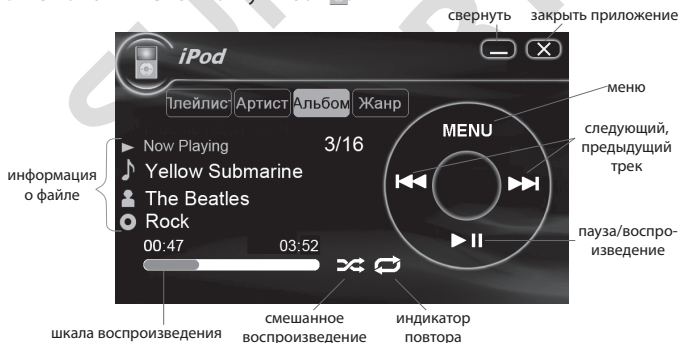 свернуть закрыть приложение
iPod
Плейлист Артист Альбом Жанр
Now Playing 3/16
Yellow Submarine
The Beatles
Rock
00:47 03:52
MENU
меню
следующий,
предыдущий
трек
пауза/воспро-
изведение
информация
о файле
шкала воспроизведения
смешанное
воспроизведение
индикатор
повтора